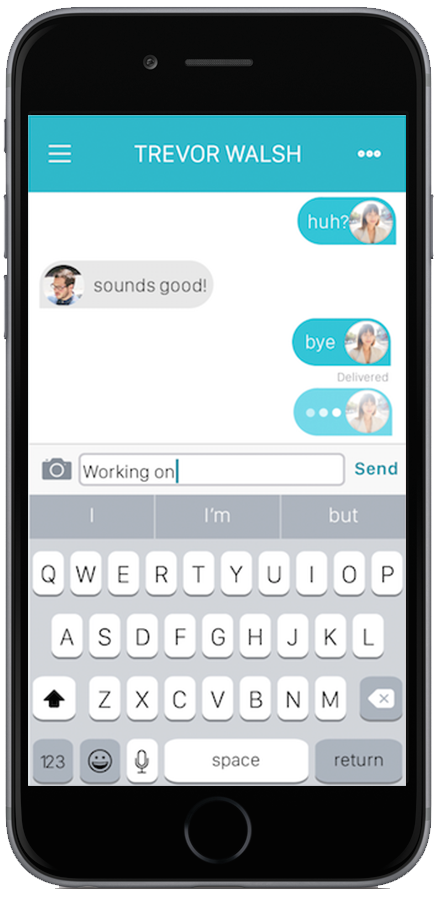 TREVOR WALSH
huh?
sounds good!
bye
Delivered
Working on
Send
I I'm but
Q W E R T Y U I O P
A S D F G H J K L
Z X C V B N M
123 space return